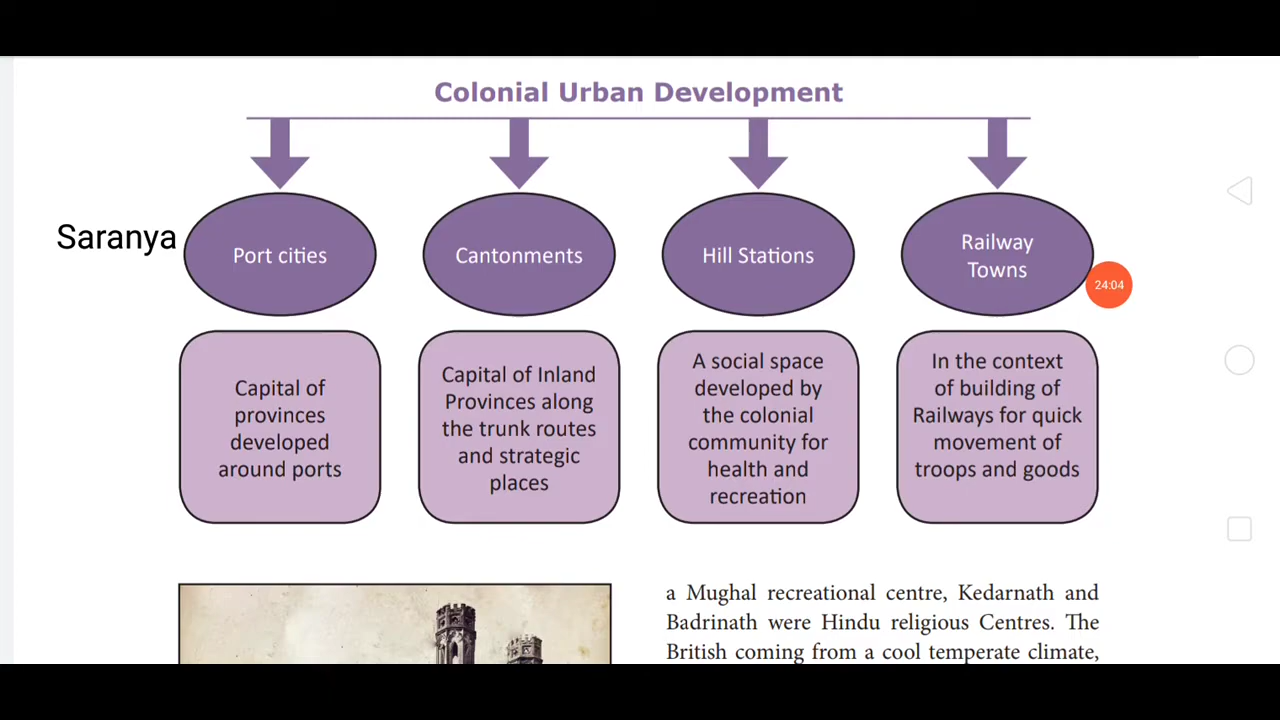 Colonial Urban Development
Saranya
Port cities
Cantonments
Hill Stations
Railway
Towns
24:04
Capital of
provinces
developed
around ports
Capital of Inland
Provinces along
the trunk routes
and strategic
places
A social space
developed by
the colonial
community for
health and
recreation
In the context
of building of
Railways for quick
movement of
troops and goods
a Mughal recreational centre, Kedarnath and
Badrinath were Hindu religious Centres. The
British coming from a cool temperate climate,